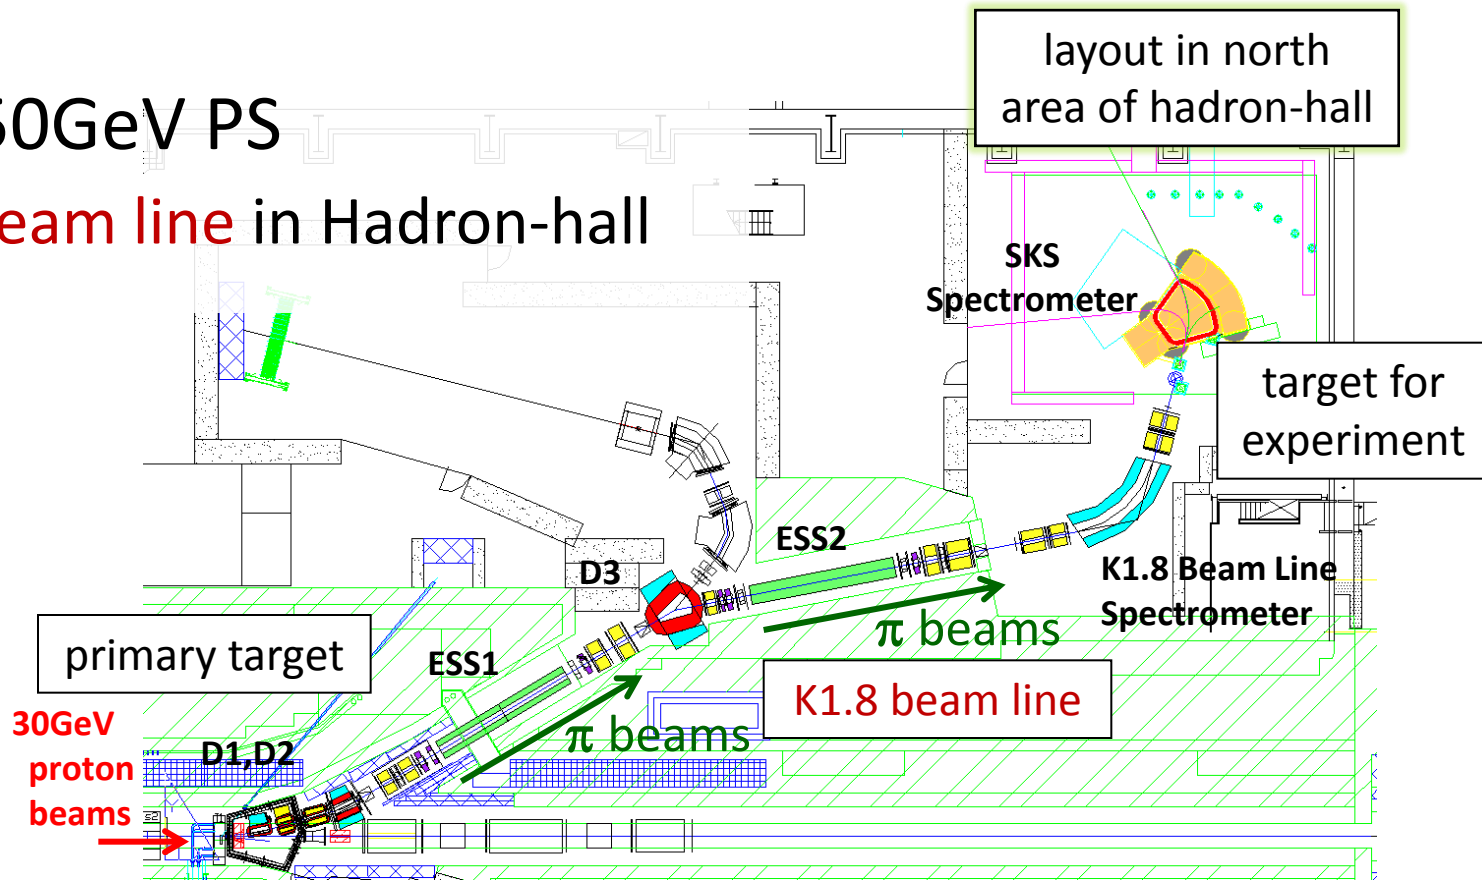 layout in north
area of hadron-hall
50GeV PS
eam line in Hadron-hall
SKS
Spectrometer
target for
experiment
ESS2
D3
K1.8 Beam Line
Spectrometer
π beams
primary target
ESS1
K1.8 beam line
π beams
30GeV
proton
beams
D1,D2